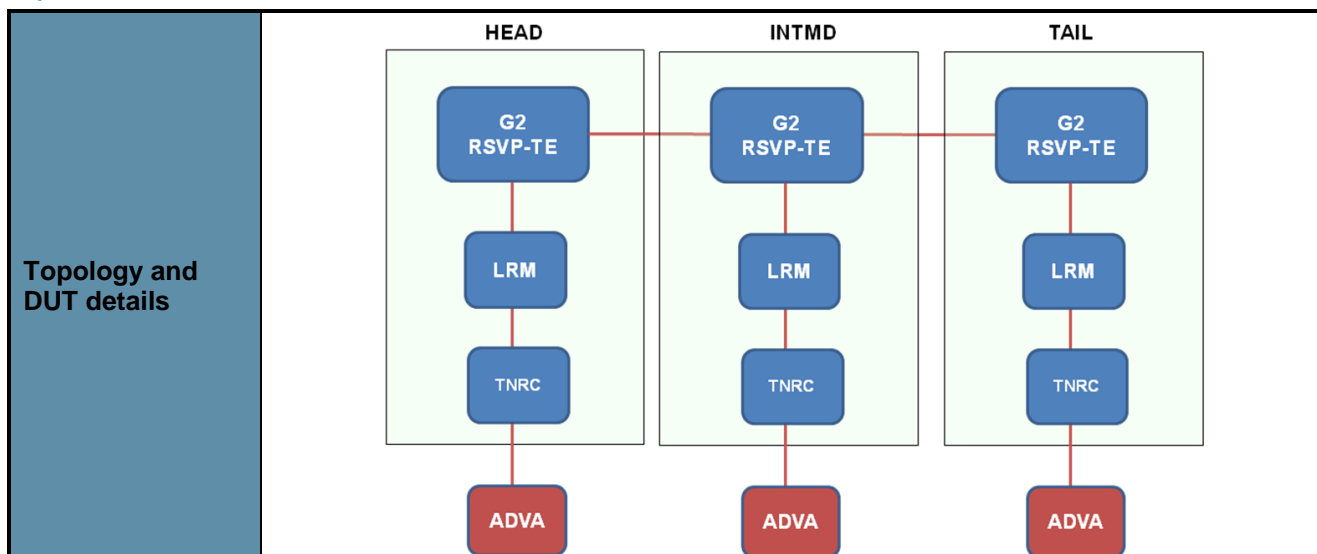 HEAD
INTMD
TAIL
G2
RSVP-TE
G2
RSVP-TE
G2
RSVP-TE
LRM
LRM
LRM
Topology and
DUT details
TNRC
TNRC
TNRC
ADVA
ADVA
ADVA